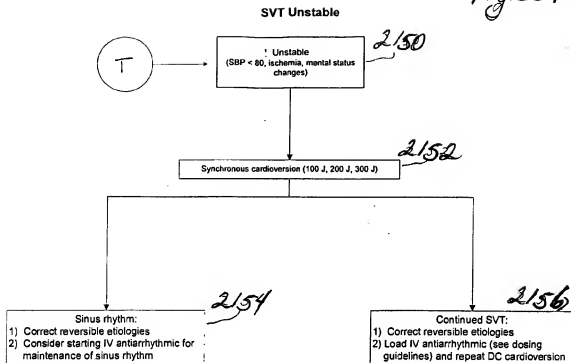 SVT Unstable
T
Unstable
(SBP < 80, ischemia, mental status
changes)
2150
Synchronous cardioversion (100 J, 200 J, 300 J)
2152
Sinus rhythm:
1) Correct reversible etiologies
2) Consider starting IV antiarrhythmic for
maintenance of sinus rhythm
2154
Continued SVT:
1) Correct reversible etiologies
2) Load IV antiarrhythmic (see dosing
guidelines) and repeat DC cardioversion
2156